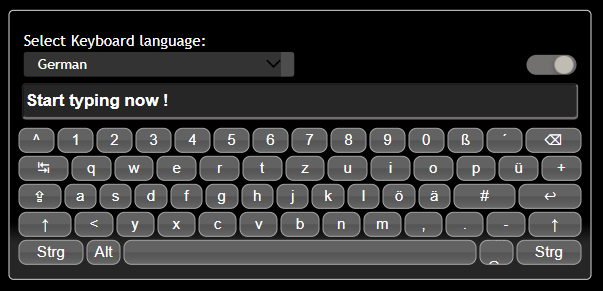 Select Keyboard language:
German
Start typing now !
^ 1 2 3 4 5 6 7 8 9 0 ß ´ ⌫
↹ q w e r t z u i o p ü +
⇪ a s d f g h j k l ö ä # ↩
↑ < y x c v b n m , . - ↑
Strg Alt Strg